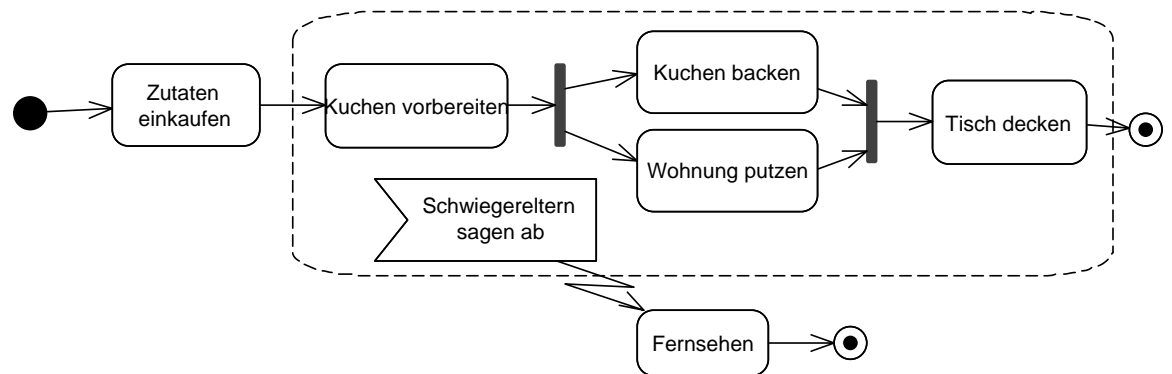 Zutaten
einkaufen
Kuchen vorbereiten
Kuchen backen
Wohnung putzen
Tisch decken
Schwiegereltern
sagen ab
Fernsehen